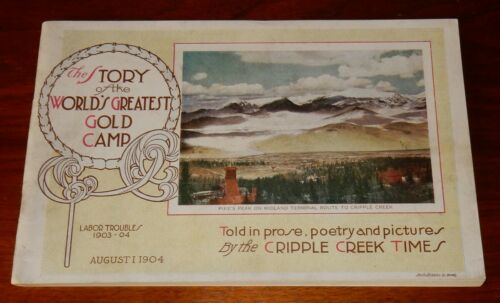 The STORY
of the
WORLD'S GREATEST
GOLD
CAMP
PIKE'S PEAK ON MIDLAND TERMINAL ROUTE TO CRIPPLE CREEK
LABOR TROUBLES
1903-04
AUGUST 1 1904
Told in prose, poetry and pictures
By the CRIPPLE CREEK TIMES